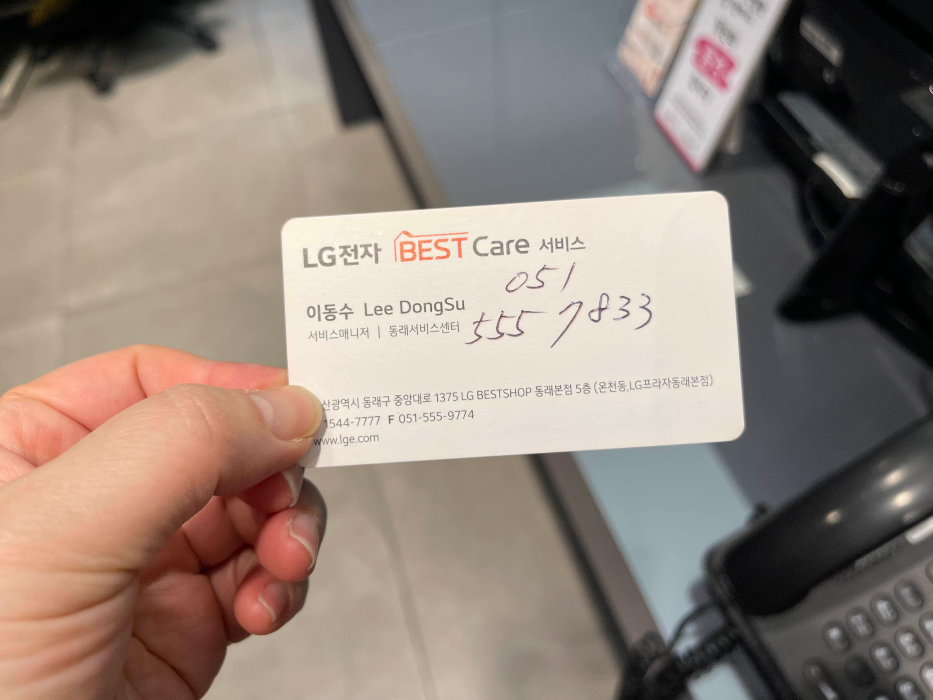 LG전자 BEST Care 서비스
051
이동수 Lee DongSu
555 7833
서비스매니저 | 동래서비스센터
산광역시 동래구 중앙대로 1375 LG BESTSHOP 동래본점 5층 (온천동,LG프라자동래본점)
1544-7777 F 051-555-9774
www.lge.com